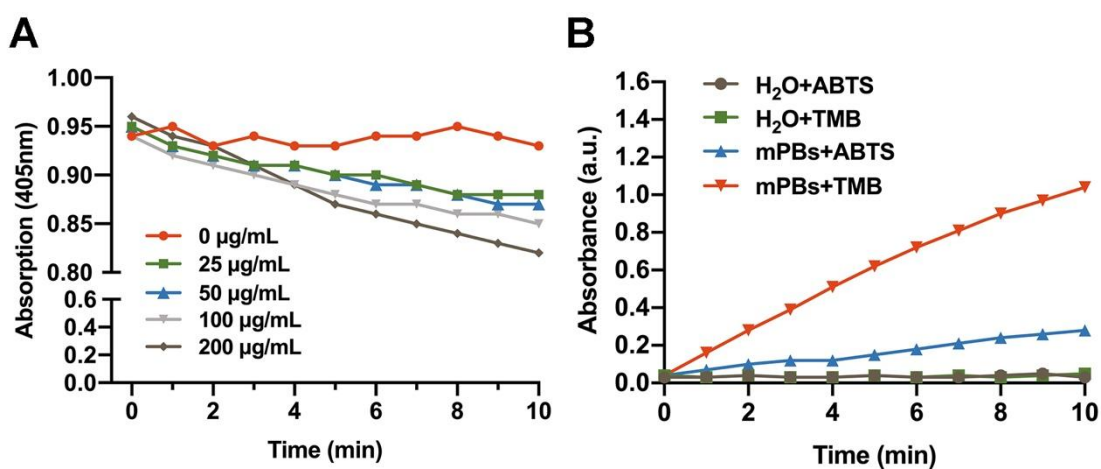 A
Absorption (405nm)
1.00
0.95
0.90
0.85
0.80
0.6
0.4
0.2
0.0
0 µg/mL
25 µg/mL
50 µg/mL
100 µg/mL
200 µg/mL
0 2 4 6 8 10
Time (min)
B
Absorbance (a.u.)
1.6
1.4
1.2
1.0
0.8
0.6
0.4
0.2
0.0
H₂O+ABTS
H₂O+TMB
mPBs+ABTS
mPBs+TMB
0 2 4 6 8 10
Time (min)